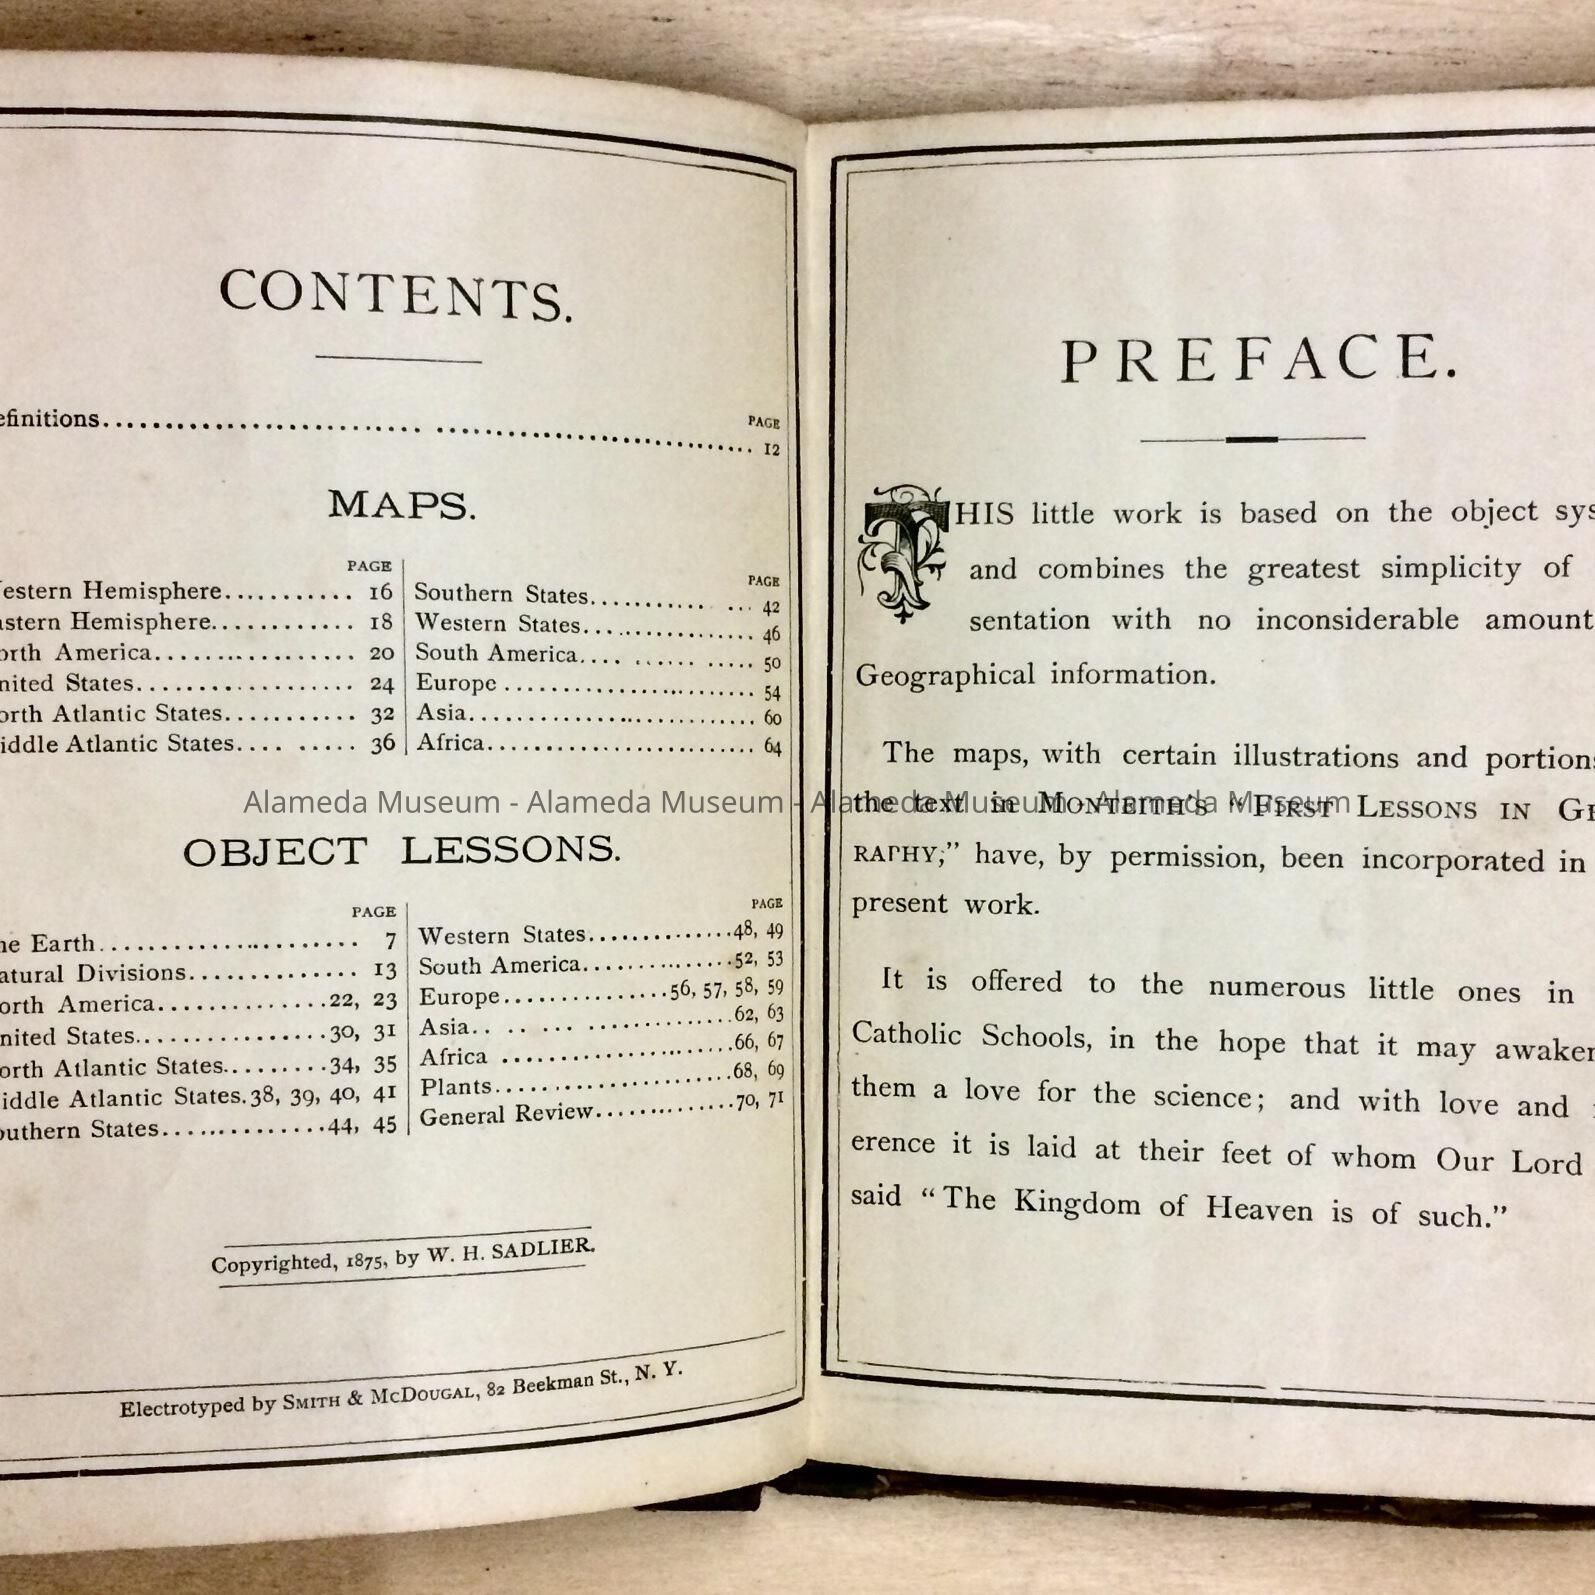 CONTENTS.
PAGE
efinitions........................................ 12
MAPS.
PAGE
estern Hemisphere........... 16
astern Hemisphere............ 18
orth America................. 20
nited States.................. 24
orth Atlantic States........... 32
iddle Atlantic States.... ..... 36
PAGE
Southern States........... ... 42
Western States................ 46
South America.... ...... ..... 50
Europe ....................... 54
Asia.......................... 60
Africa........................ 64
OBJECT LESSONS.
PAGE
he Earth...................... 7
atural Divisions.............. 13
orth America.............22, 23
nited States................30, 31
orth Atlantic States.........34, 35
iddle Atlantic States.38, 39, 40, 41
outhern States.............44, 45
PAGE
Western States.............48, 49
South America.............52, 53
Europe..............56, 57, 58, 59
Asia.. .. .. ... ............62, 63
Africa ....................66, 67
Plants.....................68, 69
General Review.............70, 71
Copyrighted, 1875, by W. H. SADLIER.
Electrotyped by SMITH & McDOUGAL, 82 Beekman St., N. Y.
PREFACE.
THIS little work is based on the object sys
and combines the greatest simplicity of
sentation with no inconsiderable amount
Geographical information.
The maps, with certain illustrations and portions
the text in MONTEITH'S “FIRST LESSONS IN GE
RAPHY,” have, by permission, been incorporated in
present work.
It is offered to the numerous little ones in
Catholic Schools, in the hope that it may awaken
them a love for the science; and with love and
erence it is laid at their feet of whom Our Lord
said “The Kingdom of Heaven is of such.”
Alameda Museum - Alameda Museum - Alameda Museum - Alameda Museum